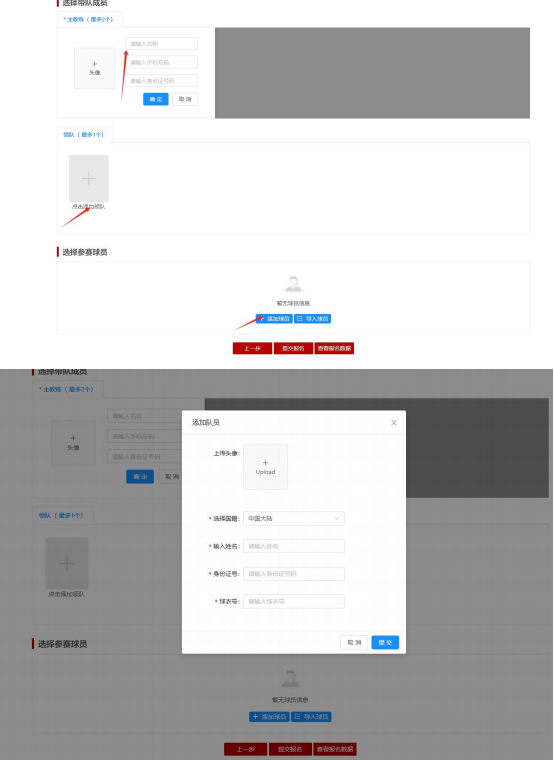 选择带队成员
* 主教练（最多2个）
请输入名称
+
头像
请输入手机号码
请输入身份证号码
确 定
取 消
领队（最多1个）
点击添加领队
选择参赛球员
暂无球员信息
+ 添加球员
导入球员
上一步
提交报名
查看报名数据
选择带队成员
* 主教练（最多2个）
请输入名称
+
头像
请输入手机号码
请输入身份证号码
确 定
取 消
领队（最多1个）
点击添加领队
添加队员
X
上传头像:
+
Upload
* 选择国籍:
中国大陆
* 输入姓名:
请输入姓名
* 身份证号:
请输入身份证号码
* 球衣号:
请输入球衣号
取 消
提 交
选择参赛球员
暂无球员信息
+ 添加球员
导入球员
上一步
提交报名
查看报名数据